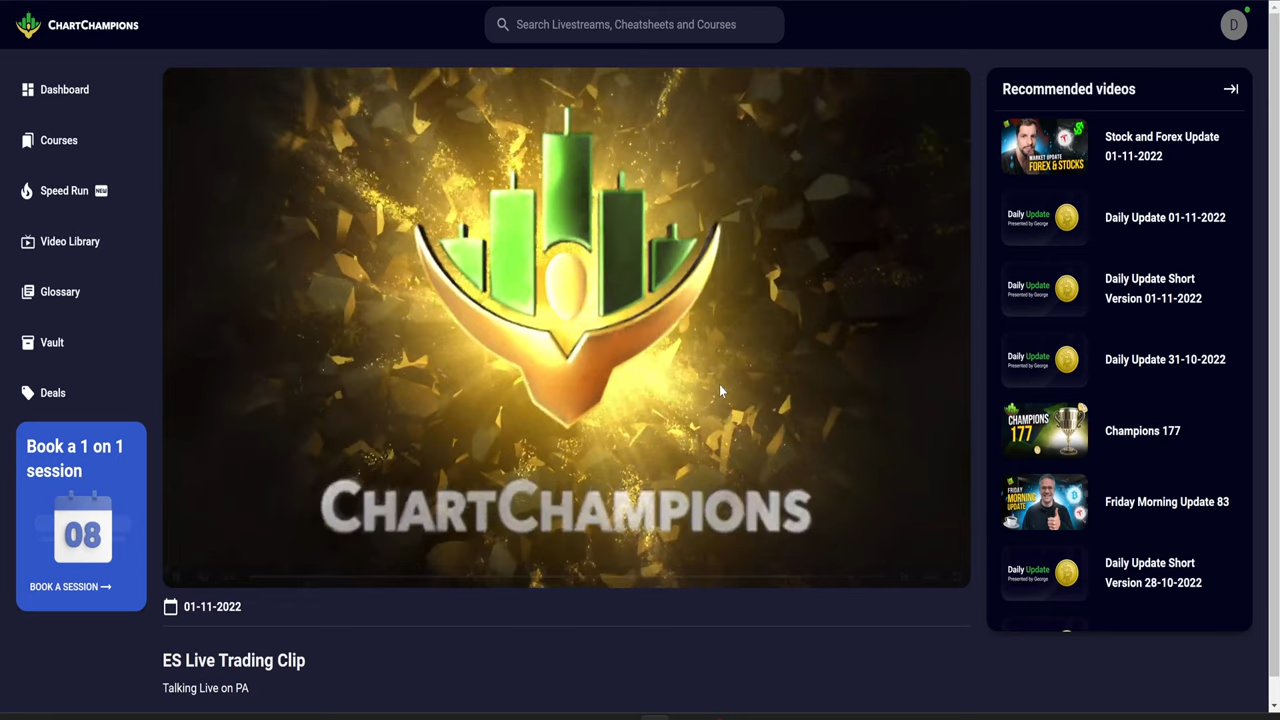 CHARTCHAMPIONS
Search Livestreams, Cheatsheets and Courses
D
Dashboard
Courses
Speed Run NEW
Video Library
Glossary
Vault
Deals
Book a 1 on 1
session
08
BOOK A SESSION
CHARTCHAMPIONS
01-11-2022
ES Live Trading Clip
Talking Live on PA
Recommended videos
MARKET UPDATE
FOREX & STOCKS
Stock and Forex Update
01-11-2022
Daily Update
Presented by George
Daily Update 01-11-2022
Daily Update
Presented by George
Daily Update Short
Version 01-11-2022
Daily Update
Presented by George
Daily Update 31-10-2022
CHAMPIONS
177
Champions 177
FRIDAY
MORNING
UPDATE
Friday Morning Update 83
Daily Update
Presented by George
Daily Update Short
Version 28-10-2022